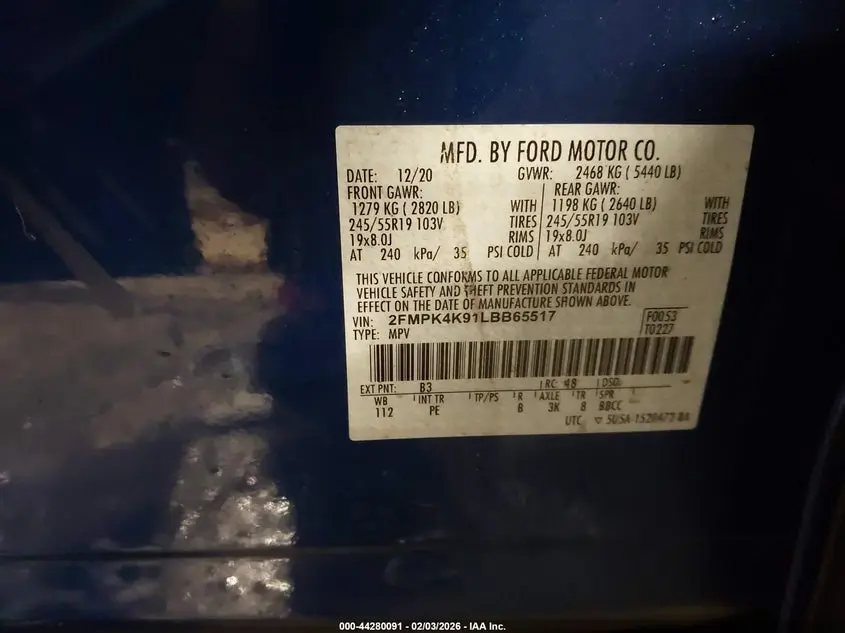 MFD. BY FORD MOTOR CO.
DATE: 12/20 GVWR: 2468 KG ( 5440 LB)
FRONT GAWR: REAR GAWR:
1279 KG ( 2820 LB) WITH 1198 KG ( 2640 LB) WITH
245/55R19 103V TIRES 245/55R19 103V TIRES
19x8.0J RIMS 19x8.0J RIMS
AT 240 kPa/ 35 PSI COLD AT 240 kPa/ 35 PSI COLD
THIS VEHICLE CONFORMS TO ALL APPLICABLE FEDERAL MOTOR
VEHICLE SAFETY AND THEFT PREVENTION STANDARDS IN
EFFECT ON THE DATE OF MANUFACTURE SHOWN ABOVE.
VIN: 2FMPK4K91LBB65517 F0053
TYPE: MPV T0227
EXT PNT: B3 RC: 48 DSO:
WB INT TR TP/PS R AXLE TR SPR
112 PE B 3K 8 BBCC
UTC
000-44280091 - 02/03/2026 - IAA Inc.